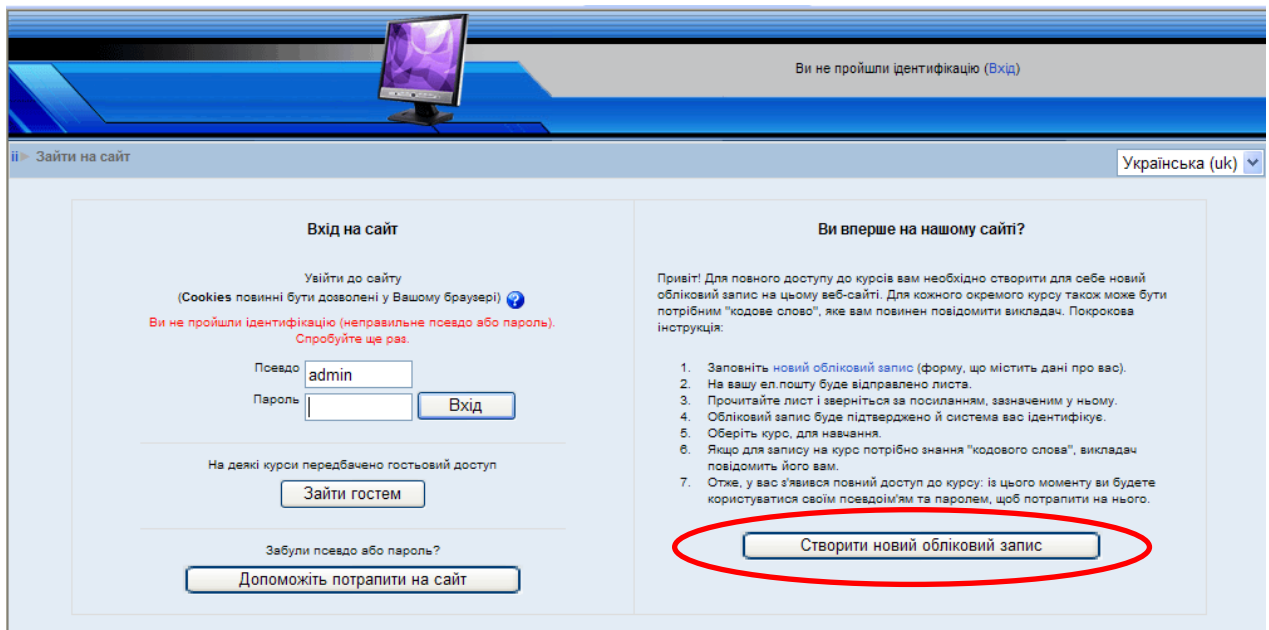 Ви не пройшли ідентифікацію (Вхід)
ii► Зайти на сайт
Українська (uk)
Вхід на сайт
Увійти до сайту
(Cookies повинні бути дозволені у Вашому браузері)
Ви не пройшли ідентифікацію (неправильне псевдо або пароль).
Спробуйте ще раз.
Псевдо admin
Пароль Вхід
На деякі курси передбачено гостьовий доступ
Зайти гостем
Забули псевдо або пароль?
Допоможіть потрапити на сайт
Ви вперше на нашому сайті?
Привіт! Для повного доступу до курсів вам необхідно створити для себе новий
обліковий запис на цьому веб-сайті. Для кожного окремого курсу також може бути
потрібним "кодове слово", яке вам повинен повідомити викладач. Покрокова
інструкція:
1. Заповніть новий обліковий запис (форму, що містить дані про вас).
2. На вашу ел.пошту буде відправлено листа.
3. Прочитайте лист і зверніться за посиланням, зазначеним у ньому.
4. Обліковий запис буде підтверджено й система вас ідентифікує.
5. Оберіть курс, для навчання.
6. Якщо для запису на курс потрібно знання "кодового слова", викладач
повідомить його вам.
7. Отже, у вас з'явився повний доступ до курсу: із цього моменту ви будете
користуватися своїм псевдоім'ям та паролем, щоб потрапити на нього.
Створити новий обліковий запис